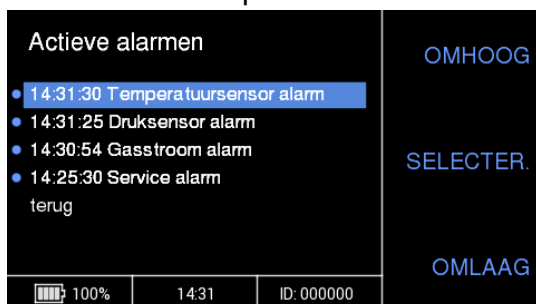 Actieve alarmen
OMHOOG
14:31:30 Temperatuursensor alarm
14:31:25 Druksensor alarm
14:30:54 Gasstroom alarm
SELECTER.
14:25:30 Service alarm
terug
OMLAAG
100%
14:31
ID: 000000